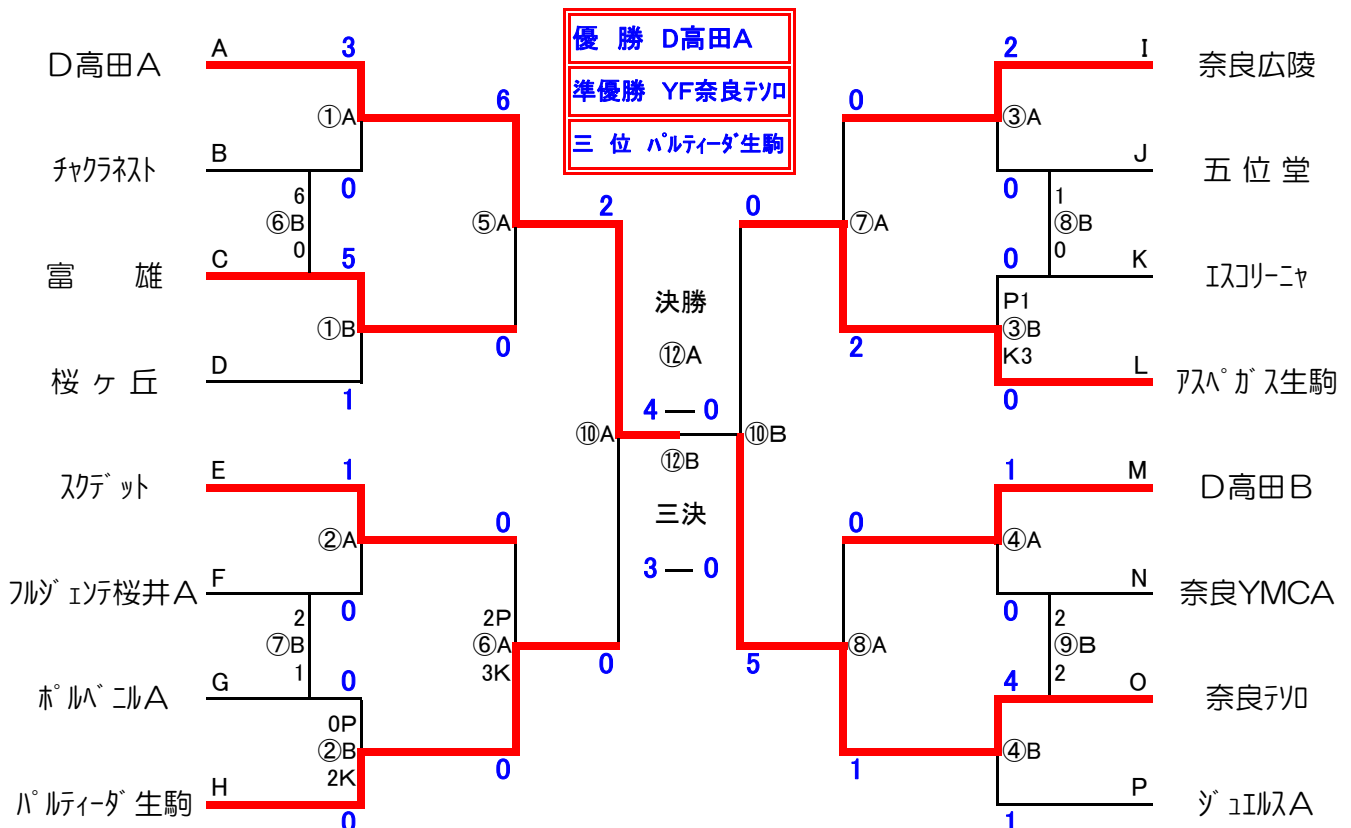 優 勝 D高田A
準優勝 YF奈良テソロ
三 位 パルティーダ生駒
D高田A
A
3
①A
6
チャクラネスト
B
0
6
⑥B
0
⑤A
2
富 雄
C
5
①B
0
桜ヶ丘
D
1
⑩A
スクデット
E
1
②A
0
フルジェンテ桜井A
F
0
2
⑦B
1
2P
⑥A
3K
0
ポルベニルA
G
0
0P
②B
2K
0
パルティーダ生駒
H
0
決勝
⑫A
4 ― 0
⑫B
三決
3 ― 0
0
2
I
奈良広陵
③A
0
J
五位堂
0
⑦A
1
⑧B
0
0
K
エスコリーニャ
P1
③B
K3
2
0
L
アスペガス生駒
⑩B
1
M
D高田B
0
④A
0
N
奈良YMCA
5
⑧A
2
⑨B
2
4
O
奈良テソロ
④B
1
1
P
ジュエルスA